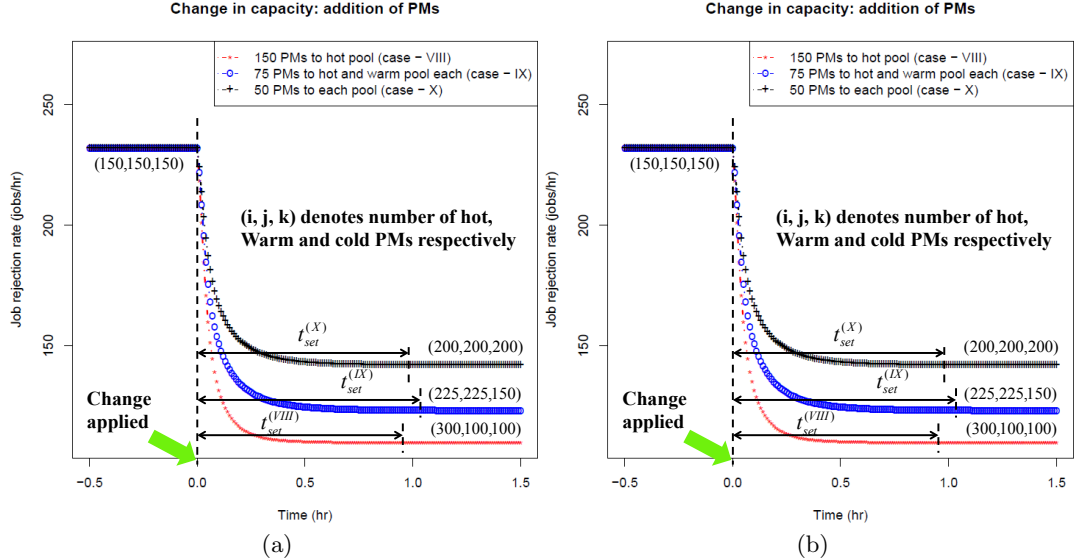 Change in capacity: addition of PMs
150 PMs to hot pool (case − VIII)
75 PMs to hot and warm pool each (case − IX)
50 PMs to each pool (case − X)
250
200
150
Job rejection rate (jobs/hr)
(150,150,150)
(i, j, k) denotes number of hot,
Warm and cold PMs respectively
t_set^(X)
(200,200,200)
t_set^(IX)
(225,225,150)
Change
applied
t_set^(VIII)
(300,100,100)
−0.5
0.0
0.5
1.0
1.5
Time (hr)
(a)
Change in capacity: addition of PMs
150 PMs to hot pool (case − VIII)
75 PMs to hot and warm pool each (case − IX)
50 PMs to each pool (case − X)
250
200
150
Job rejection rate (jobs/hr)
(150,150,150)
(i, j, k) denotes number of hot,
Warm and cold PMs respectively
t_set^(X)
(200,200,200)
t_set^(IX)
(225,225,150)
Change
applied
t_set^(VIII)
(300,100,100)
−0.5
0.0
0.5
1.0
1.5
Time (hr)
(b)